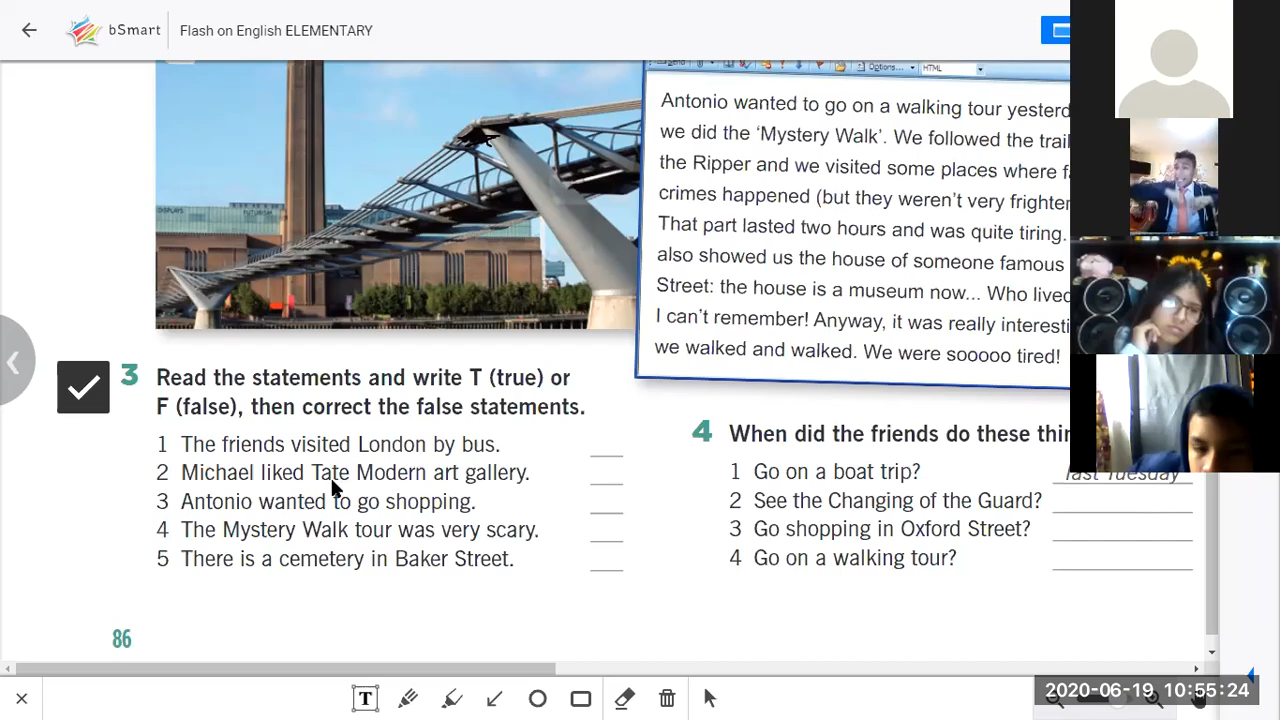 bSmart
Flash on English ELEMENTARY
Options...
HTML
DISPLAYS
FUTURISM
Antonio wanted to go on a walking tour yesterd
we did the ‘Mystery Walk’. We followed the trail
the Ripper and we visited some places where fa
crimes happened (but they weren’t very frighten
That part lasted two hours and was quite tiring.
also showed us the house of someone famous
Street: the house is a museum now... Who lived
I can’t remember! Anyway, it was really interesti
we walked and walked. We were sooooo tired!
3 Read the statements and write T (true) or
F (false), then correct the false statements.
1 The friends visited London by bus.
2 Michael liked Tate Modern art gallery.
3 Antonio wanted to go shopping.
4 The Mystery Walk tour was very scary.
5 There is a cemetery in Baker Street.
4 When did the friends do these thin
1 Go on a boat trip? last Tuesday
2 See the Changing of the Guard?
3 Go shopping in Oxford Street?
4 Go on a walking tour?
86
T
2020-06-19 10:55:24